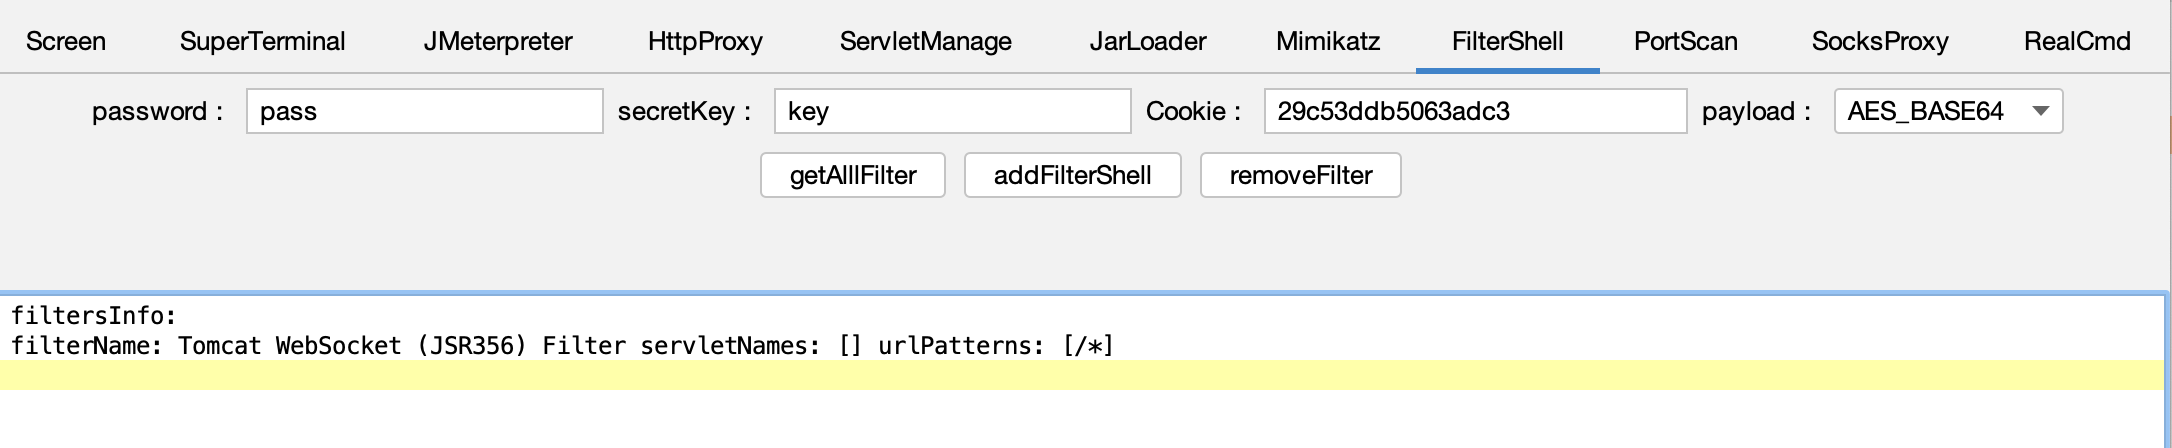 Screen SuperTerminal JMeterpreter HttpProxy ServletManage JarLoader Mimikatz FilterShell PortScan SocksProxy RealCmd
password : pass secretKey : key Cookie : 29c53ddb5063adc3 payload : AES_BASE64
getAlllFilter addFilterShell removeFilter
filtersInfo:
filterName: Tomcat WebSocket (JSR356) Filter servletNames: [] urlPatterns: [/*]